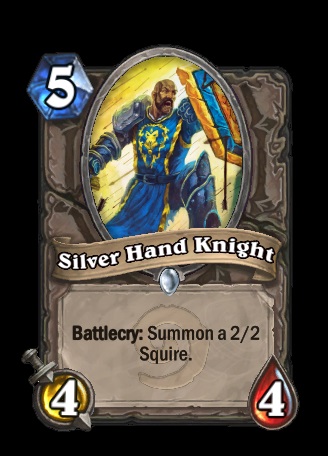 5
Silver Hand Knight
Battlecry: Summon a 2/2
Squire.
4
4